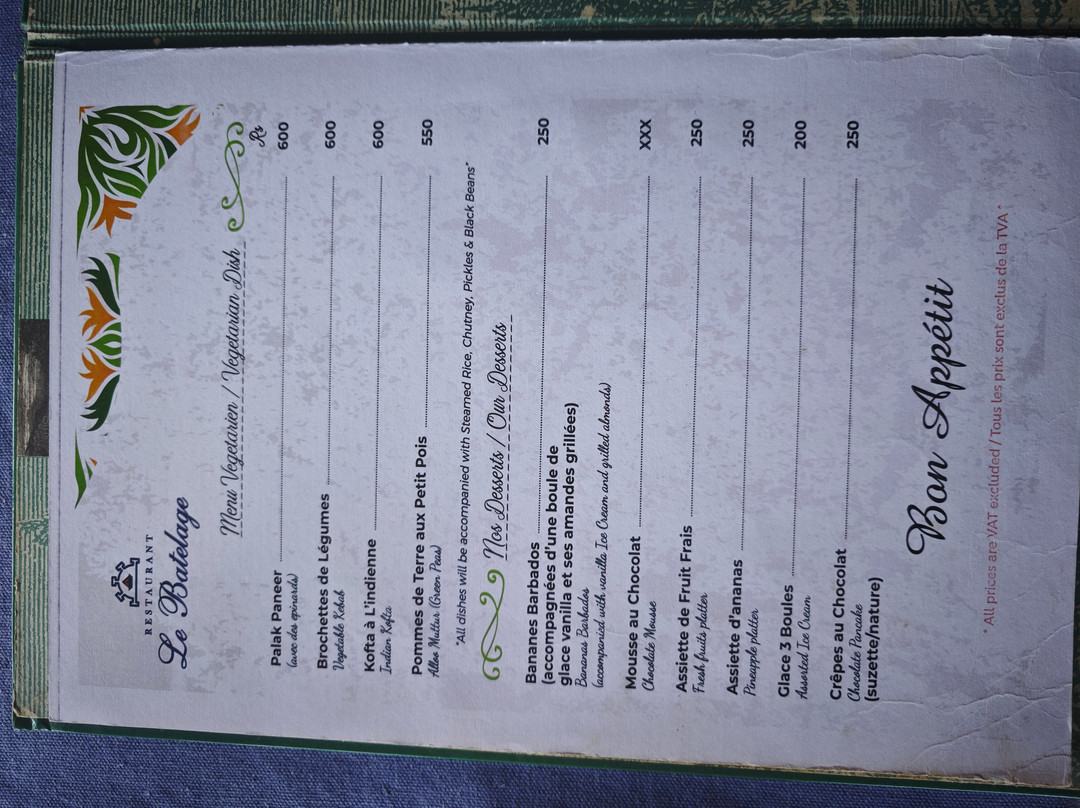 RESTAURANT
Le Batelage
Menu Vegetarien / Vegetarian Dish
Rs
Palak Paneer 600
(avec des epinards)
Brochettes de Légumes 600
Vegetable Kebab
Kofta à L'indienne 600
Indian Kofta
Pommes de Terre aux Petit Pois 550
Alloo Muttur (Green Peas)
*All dishes will be accompanied with Steamed Rice, Chutney, Pickles & Black Beans*
Nos Desserts / Our Desserts
Bananes Barbados 250
(accompagnées d'une boule de
glace vanilla et ses amandes grillées)
Bananas Barbados
(accompanied with vanilla Ice Cream and grilled almonds)
Mousse au Chocolat XXX
Chocolate Mousse
Assiette de Fruit Frais 250
Fresh fruits platter
Assiette d'ananas 250
Pineapple platter
Glace 3 Boules 200
Assorted Ice Cream
Crêpes au Chocolat 250
Chocolate Pancake
(suzette/nature)
Bon Appétit
* All prices are VAT excluded / Tous les prix sont exclus de la TVA *